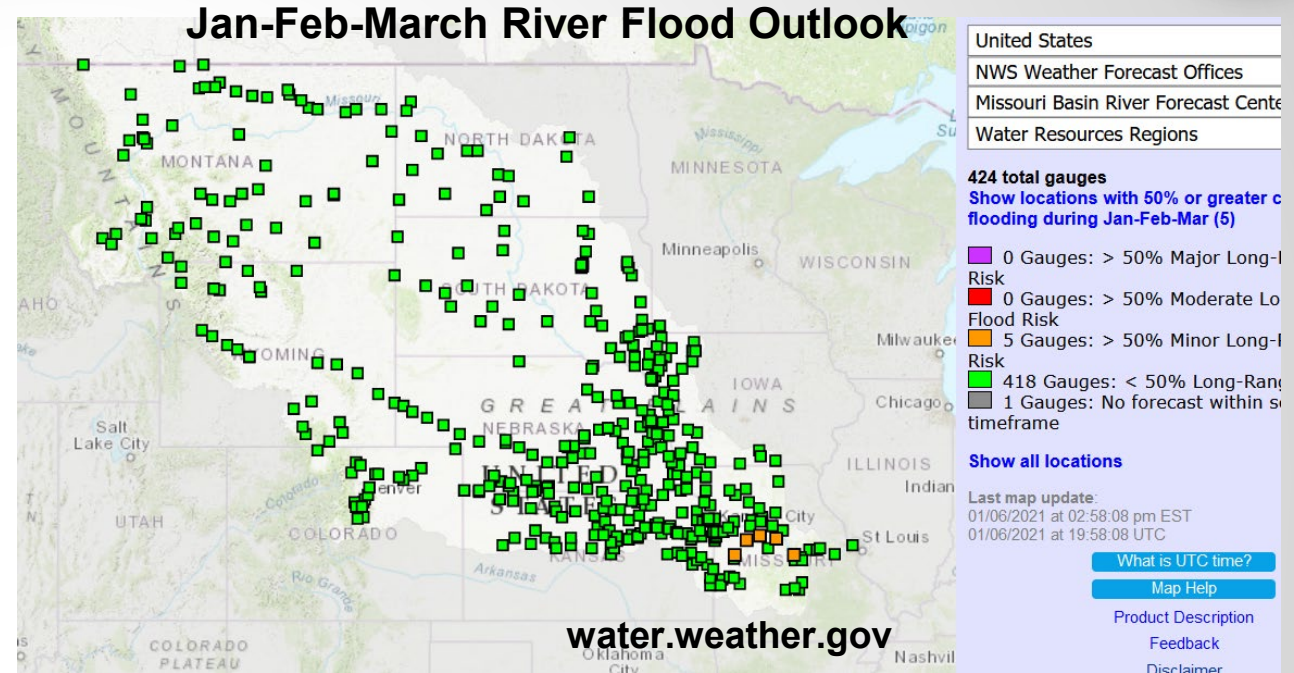 Jan-Feb-March River Flood Outlook
pigon
United States
NWS Weather Forecast Offices
Missouri Basin River Forecast Cente
Water Resources Regions
424 total gauges
Show locations with 50% or greater c
flooding during Jan-Feb-Mar (5)
0 Gauges: > 50% Major Long-
Risk
0 Gauges: > 50% Moderate Lo
Flood Risk
5 Gauges: > 50% Minor Long-
Risk
418 Gauges: < 50% Long-Rang
1 Gauges: No forecast within s
timeframe
Show all locations
Last map update:
01/06/2021 at 02:58:08 pm EST
01/06/2021 at 19:58:08 UTC
What is UTC time?
Map Help
Product Description
Feedback
Disclaimer
Missouri
NORTH DAKOTA
Mississippi
Su
MONTANA
MINNESOTA
MOUNTAINS
Minneapolis
WISCONSIN
AHO
SOUTH DAKOTA
Milwaukee
WYOMING
IOWA
GREAT PLAINS
Chicago
Salt
Lake City
NEBRASKA
UNITED
STATES
ILLINOIS
Indian
Denver
Colorado
UTAH
COLORADO
Kansas City
St Louis
KANSAS
MISSOURI
Arkansas
Rio Grande
water.weather.gov
COLORADO
PLATEAU
Oklahoma
City
Nashvil